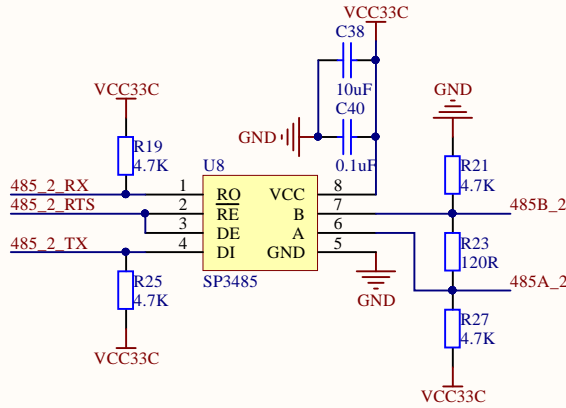 VCC33C
C38
10uF
C40
0.1uF
GND
VCC33C
R19
4.7K
GND
R21
4.7K
U8
485_2_RX
1
RO
VCC
8
485_2_RTS
2
RE
B
7
485B_2
3
DE
A
6
485_2_TX
4
DI
GND
5
R23
120R
SP3485
485A_2
R25
4.7K
GND
R27
4.7K
VCC33C
VCC33C